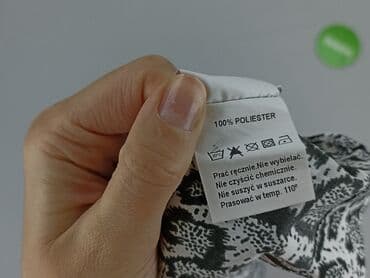 100% POLIESTER
Prać ręcznie.Nie wybielać.
Nie czyścić chemicznie.
Nie suszyć w suszarce.
Prasować w temp. 110°